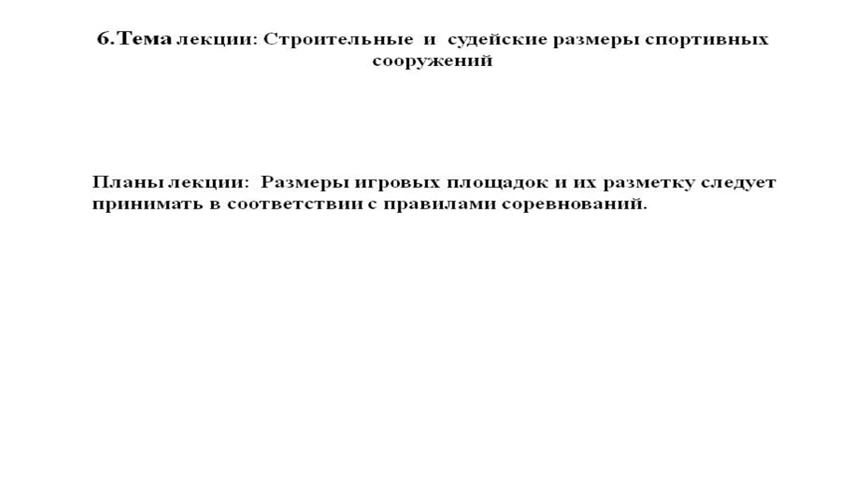 6.Тема лекции: Строительные и судейские размеры спортивных
сооружений
Планы лекции: Размеры игровых площадок и их разметку следует
принимать в соответствии с правилами соревнований.